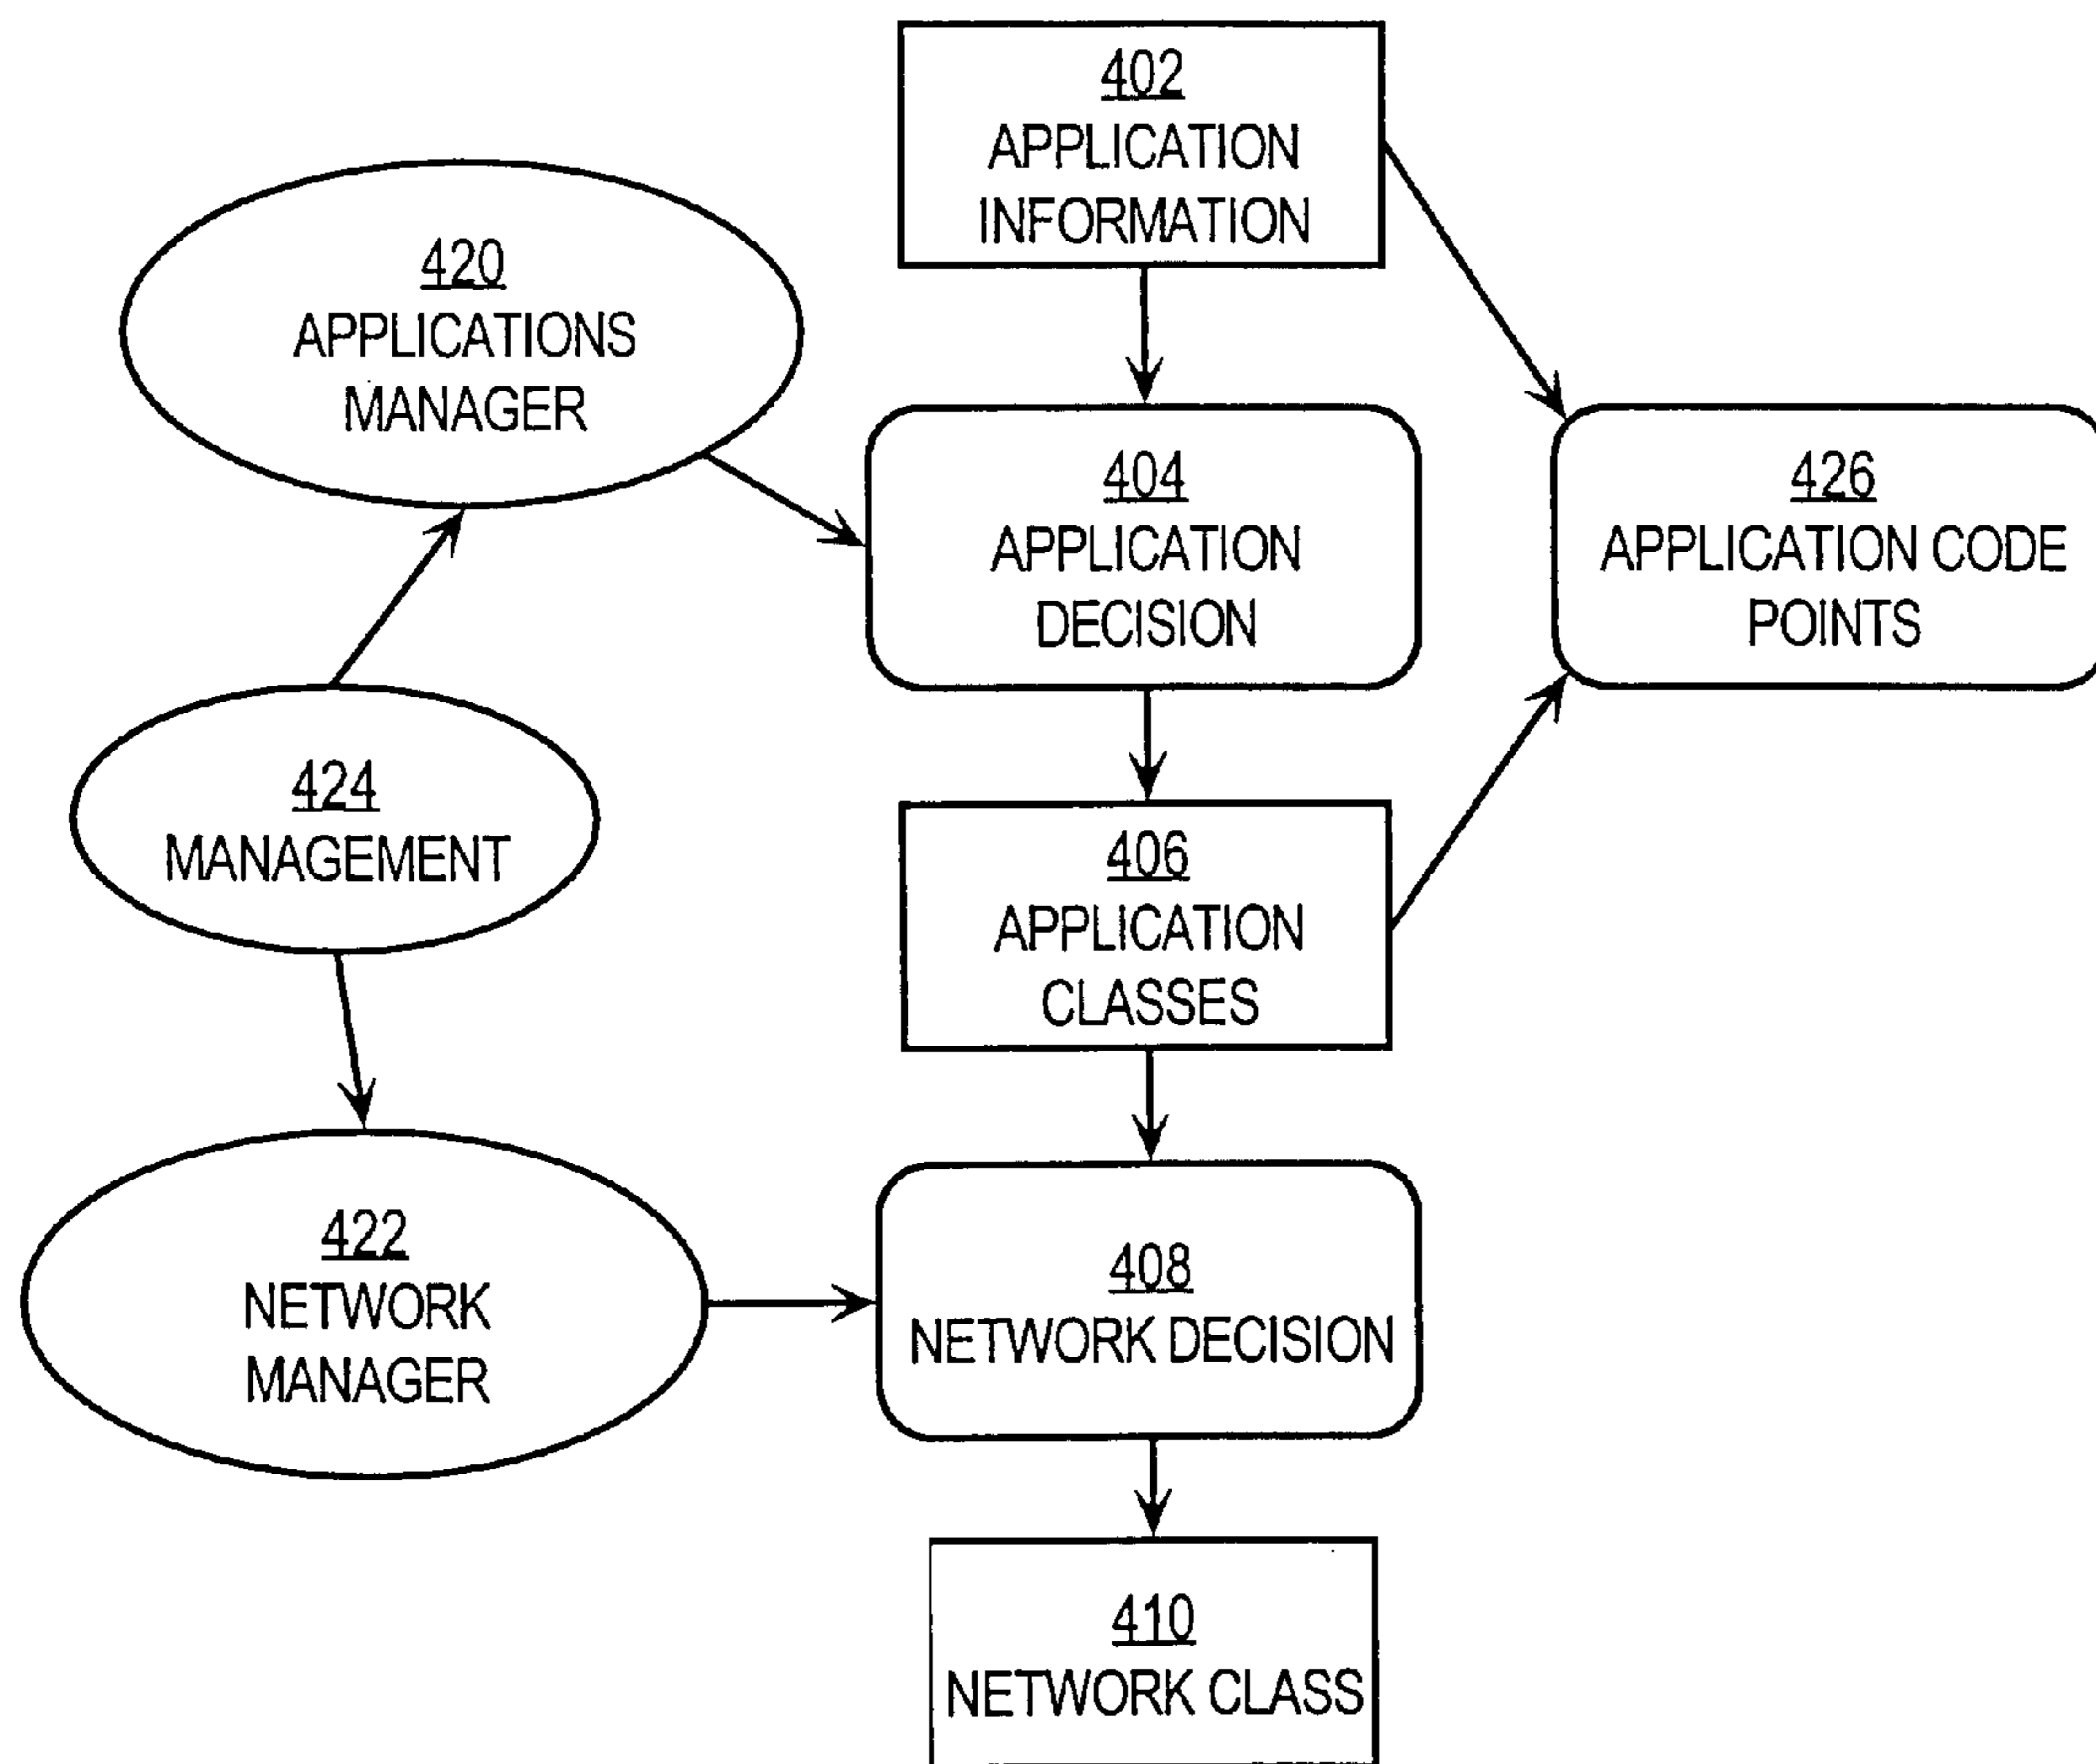 402
APPLICATION
INFORMATION
420
APPLICATIONS
MANAGER
404
APPLICATION
DECISION
426
APPLICATION CODE
POINTS
424
MANAGEMENT
406
APPLICATION
CLASSES
422
NETWORK
MANAGER
408
NETWORK DECISION
410
NETWORK CLASS